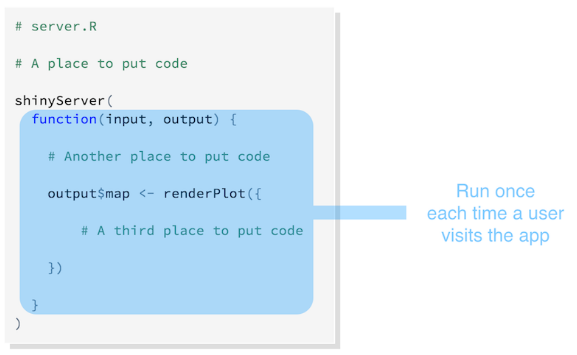 # server.R
# A place to put code
shinyServer(
function(input, output) {
# Another place to put code
output$map <- renderPlot({
# A third place to put code
})
}
)
Run once
each time a user
visits the app